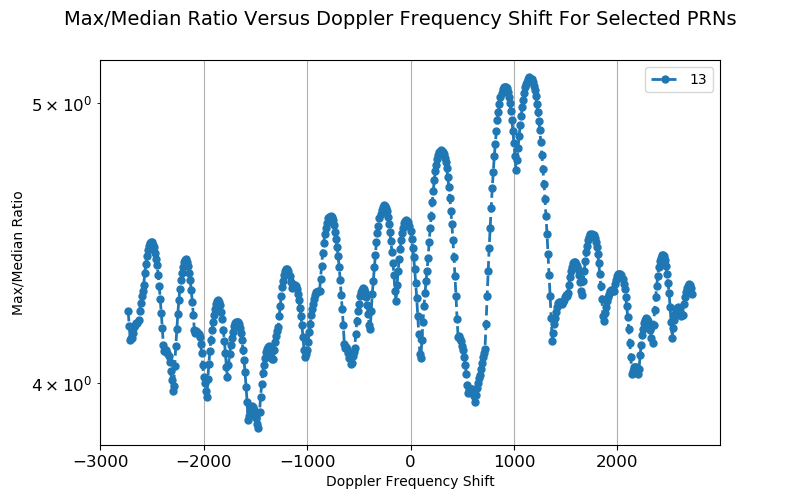 Max/Median Ratio Versus Doppler Frequency Shift For Selected PRNs
13
5 × 10⁰
4 × 10⁰
Max/Median Ratio
−3000 −2000 −1000 0 1000 2000
Doppler Frequency Shift